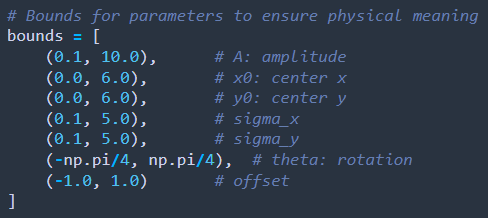 # Bounds for parameters to ensure physical meaning
bounds = [
    (0.1, 10.0),      # A: amplitude
    (0.0, 6.0),       # x0: center x
    (0.0, 6.0),       # y0: center y
    (0.1, 5.0),       # sigma_x
    (0.1, 5.0),       # sigma_y
    (-np.pi/4, np.pi/4),  # theta: rotation
    (-1.0, 1.0)       # offset
]